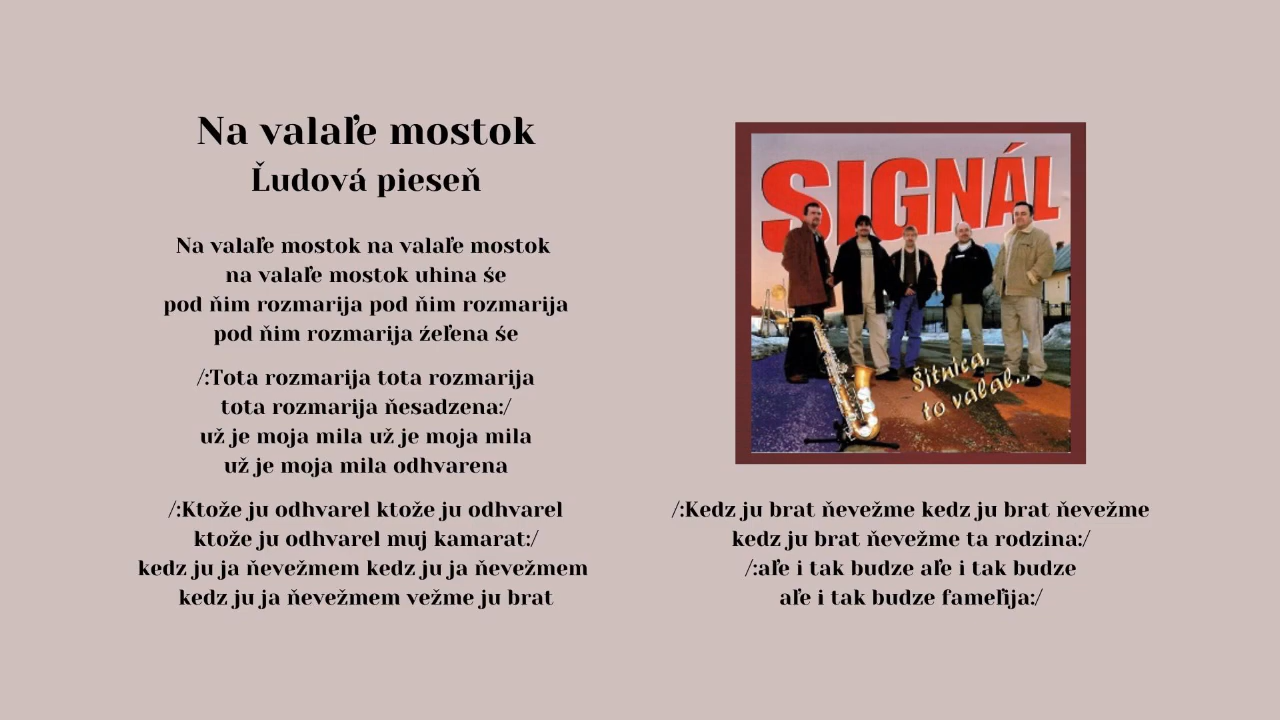 Na valaľe mostok
Ľudová pieseň
Na valaľe mostok na valaľe mostok
na valaľe mostok uhina śe
pod ňim rozmarija pod ňim rozmarija
pod ňim rozmarija źeľena śe
/:Tota rozmarija tota rozmarija
tota rozmarija ňesadzena:/
už je moja mila už je moja mila
už je moja mila odhvarena
/:Ktože ju odhvarel ktože ju odhvarel
ktože ju odhvarel muj kamarat:/
kedz ju ja ňevežmem kedz ju ja ňevežmem
kedz ju ja ňevežmem vežme ju brat
SIGNÁL
Šitnica,
to valal...
/:Kedz ju brat ňevežme kedz ju brat ňevežme
kedz ju brat ňevežme ta rodzina:/
/:aľe i tak budze aľe i tak budze
aľe i tak budze fameľija:/